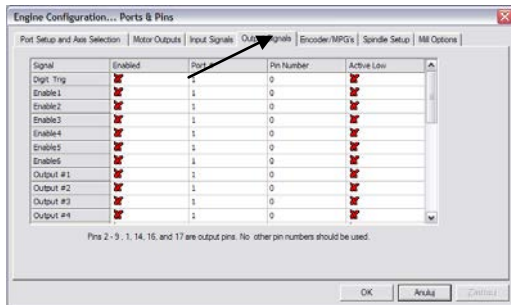 Engine Configuration... Ports & Pins
Port Setup and Axis Selection Motor Outputs Input Signals Output Signals Encoder/MPG's Spindle Setup Mill Options
Signal Enabled Port # Pin Number Active Low
Digit Trig 1 0
Enable1 1 0
Enable2 1 0
Enable3 1 0
Enable4 1 0
Enable5 1 0
Enable6 1 0
Output #1 1 0
Output #2 1 0
Output #3 1 0
Output #4 1 0
Pins 2 - 9 , 1, 14, 16, and 17 are output pins. No other pin numbers should be used.
OK Anuluj Zastosuj